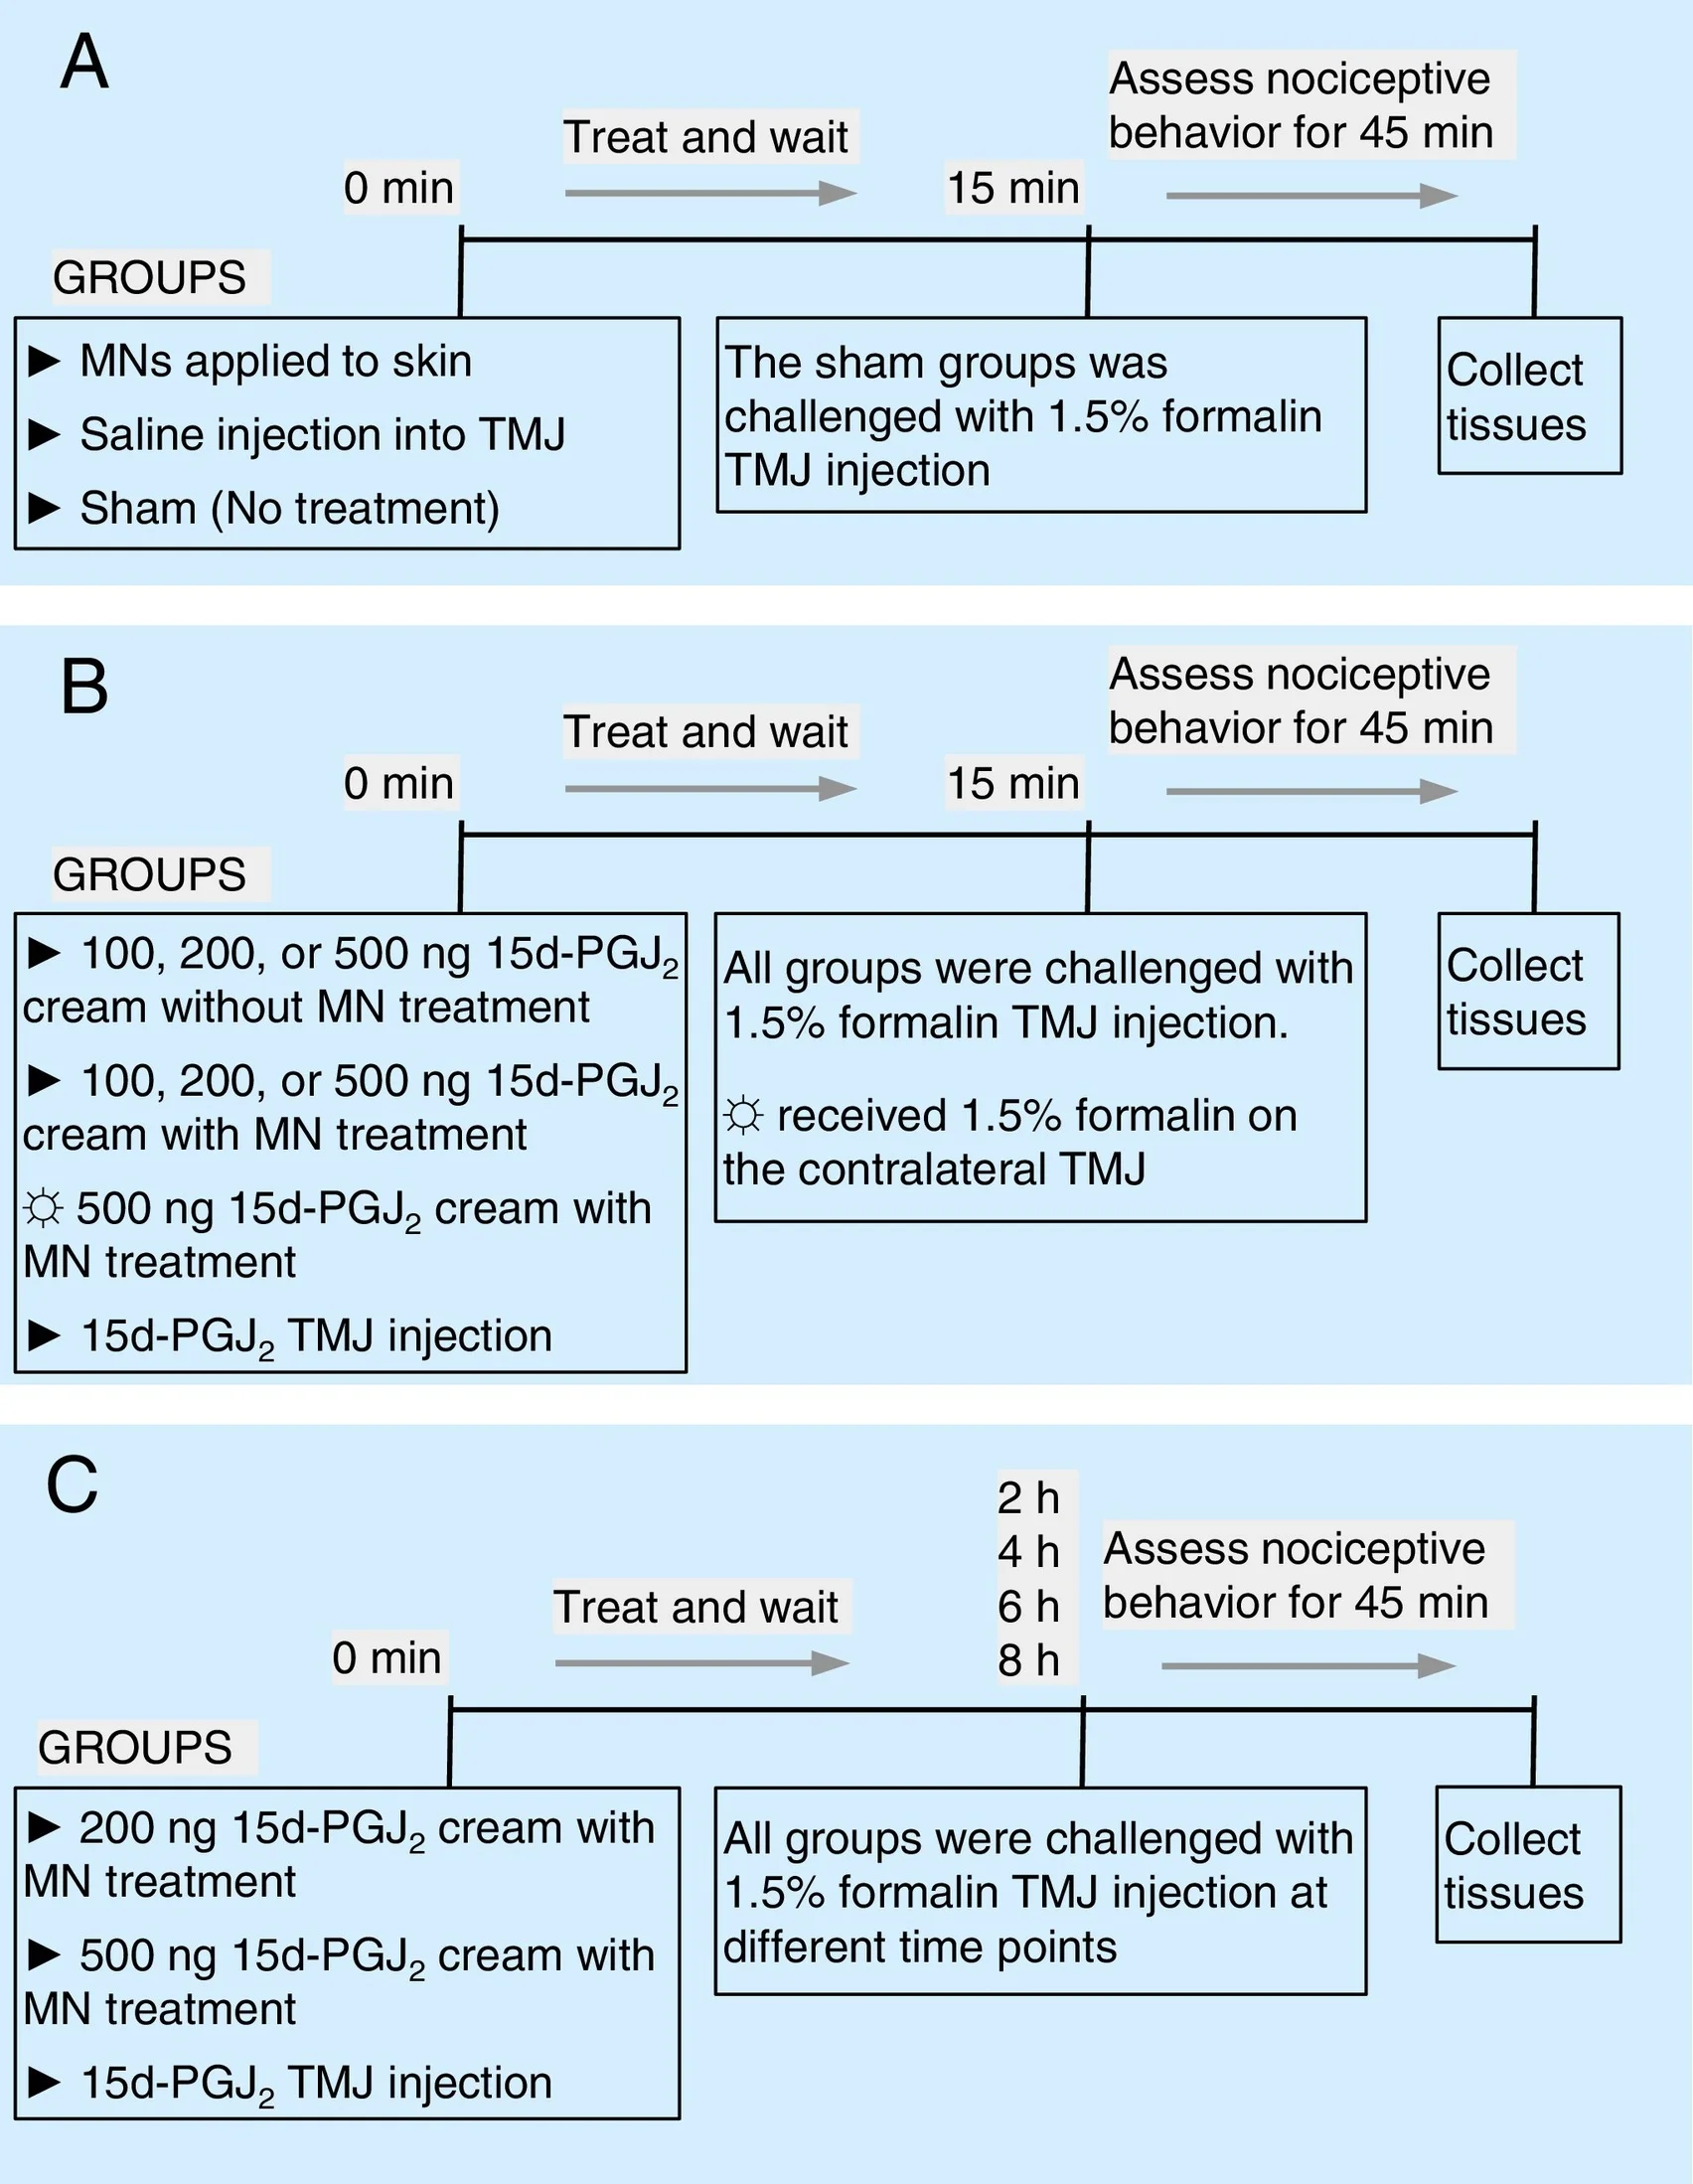 A
Assess nociceptive
behavior for 45 min
Treat and wait
0 min
15 min
GROUPS
► MNs applied to skin
► Saline injection into TMJ
► Sham (No treatment)
The sham groups was
challenged with 1.5% formalin
TMJ injection
Collect
tissues
B
Assess nociceptive
behavior for 45 min
Treat and wait
0 min
15 min
GROUPS
► 100, 200, or 500 ng 15d-PGJ₂
cream without MN treatment
► 100, 200, or 500 ng 15d-PGJ₂
cream with MN treatment
☼ 500 ng 15d-PGJ₂ cream with
MN treatment
► 15d-PGJ₂ TMJ injection
All groups were challenged with
1.5% formalin TMJ injection.
☼ received 1.5% formalin on
the contralateral TMJ
Collect
tissues
C
2 h
4 h
6 h
8 h
Assess nociceptive
behavior for 45 min
Treat and wait
0 min
GROUPS
► 200 ng 15d-PGJ₂ cream with
MN treatment
► 500 ng 15d-PGJ₂ cream with
MN treatment
► 15d-PGJ₂ TMJ injection
All groups were challenged with
1.5% formalin TMJ injection at
different time points
Collect
tissues